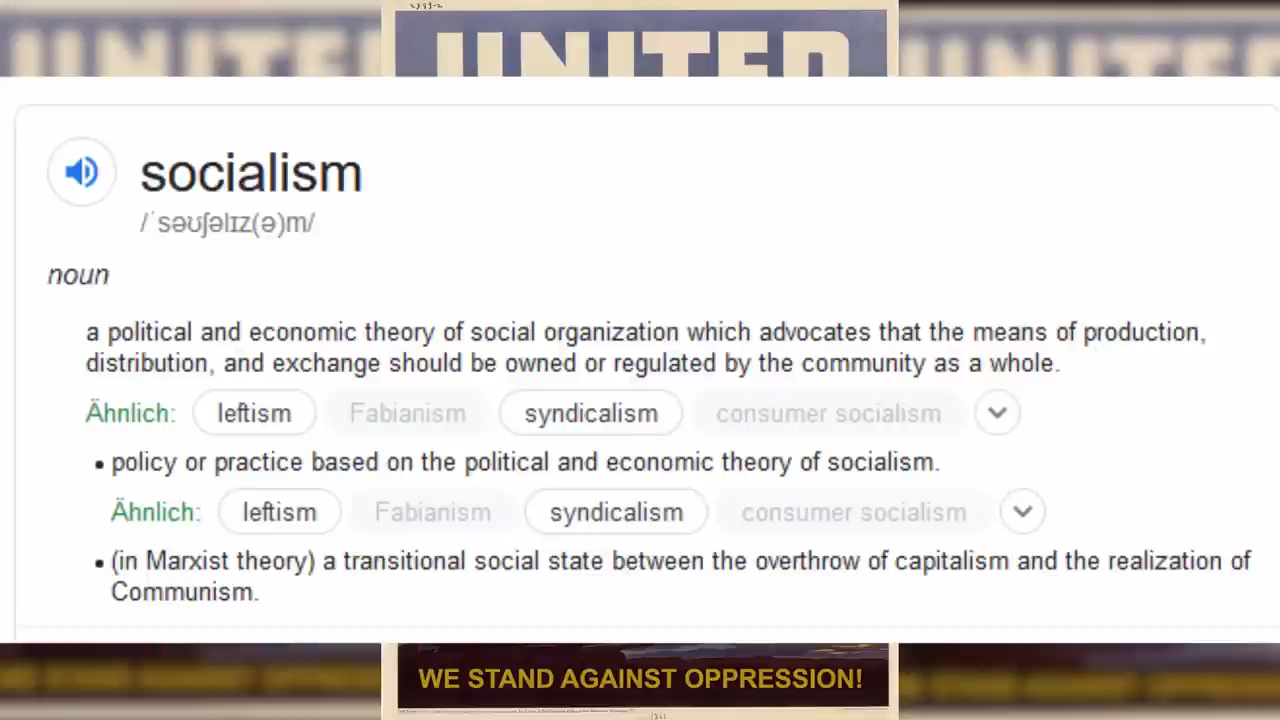 UNITED
socialism
/ˈsəʊʃəlɪz(ə)m/
noun
a political and economic theory of social organization which advocates that the means of production,
distribution, and exchange should be owned or regulated by the community as a whole.
Ähnlich: leftism Fabianism syndicalism consumer socialism
• policy or practice based on the political and economic theory of socialism.
Ähnlich: leftism Fabianism syndicalism consumer socialism
• (in Marxist theory) a transitional social state between the overthrow of capitalism and the realization of
Communism.
WE STAND AGAINST OPPRESSION!